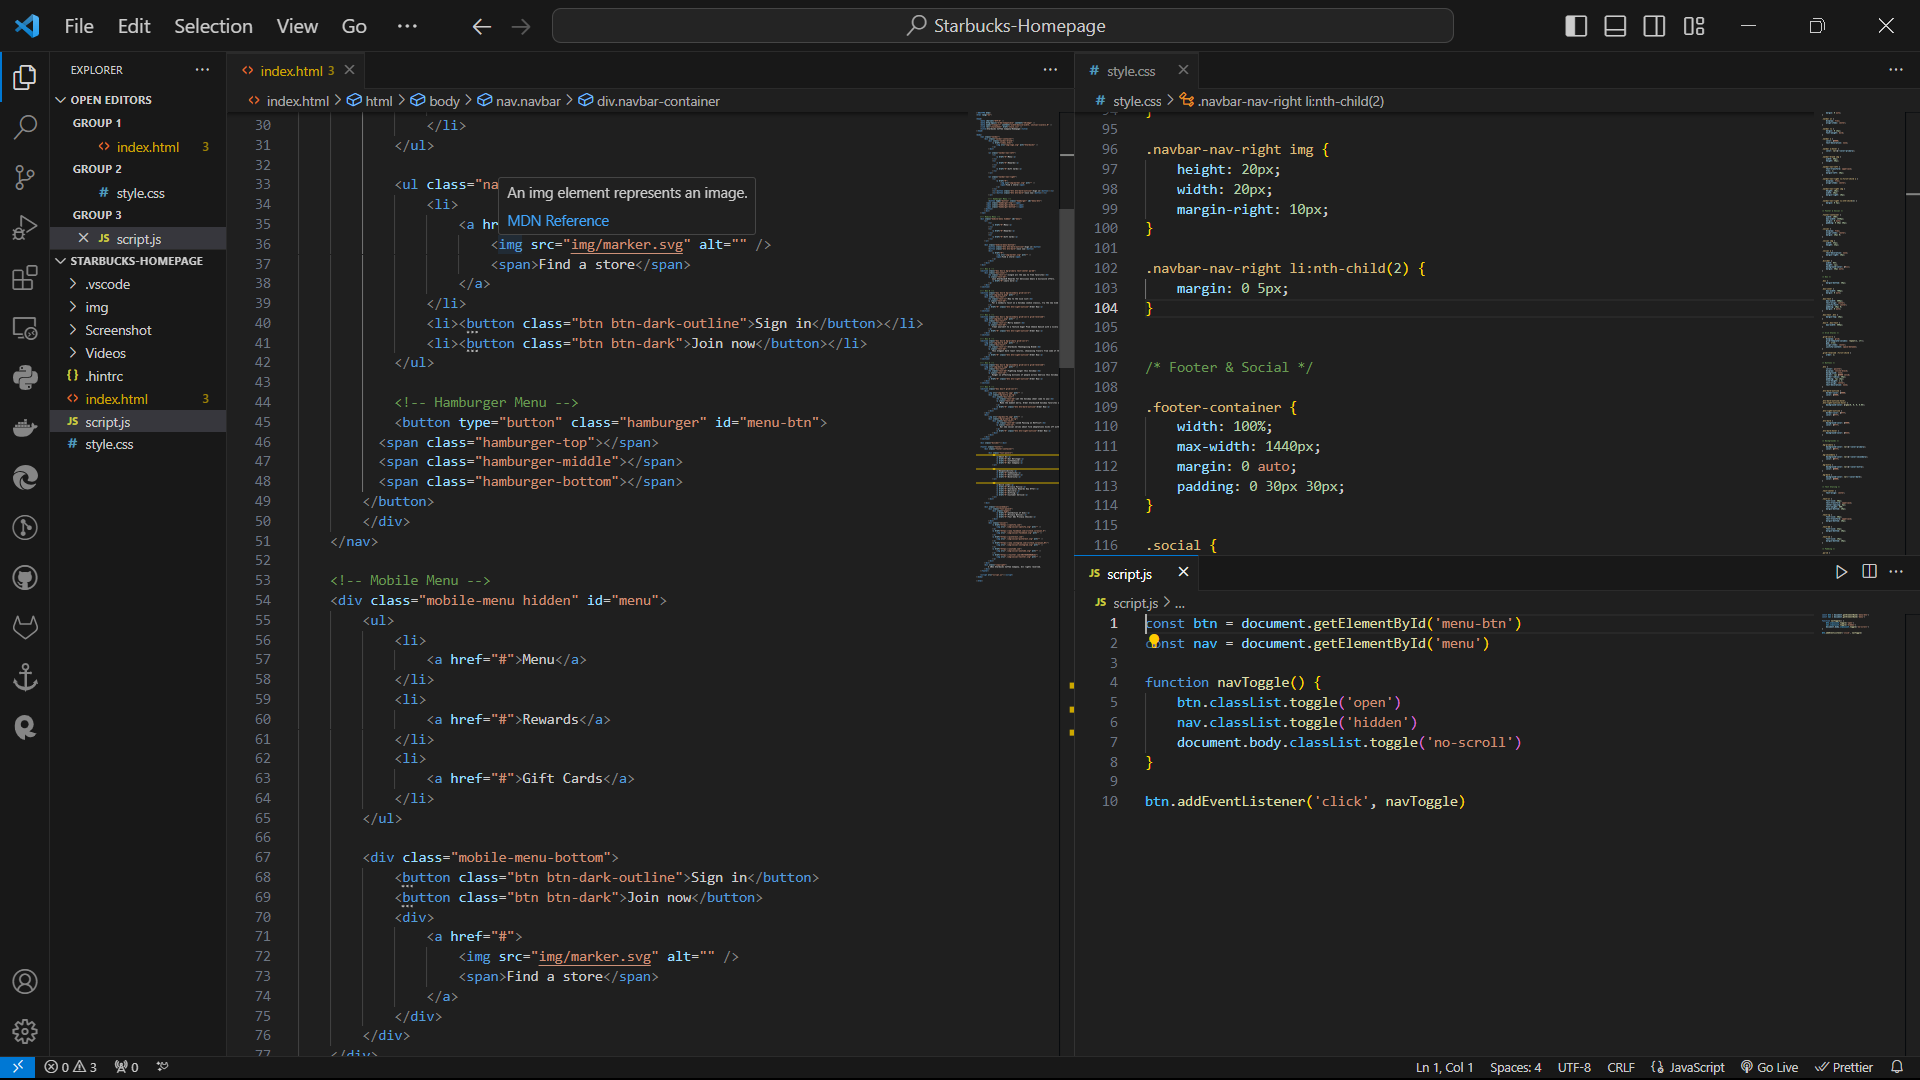 File Edit Selection View Go ··· Starbucks-Homepage
EXPLORER
OPEN EDITORS
GROUP 1
<> index.html 3
GROUP 2
# style.css
GROUP 3
JS script.js
STARBUCKS-HOMEPAGE
.vscode
img
Screenshot
Videos
{} .hintrc
<> index.html 3
JS script.js
# style.css
<> index.html 3
<> index.html > html > body > nav.navbar > div.navbar-container
30 </li>
31 </ul>
32
33 <ul class="na
34 <li>
35 <a hr
36 <img src="img/marker.svg" alt="" />
37 <span>Find a store</span>
38 </a>
39 </li>
40 <li><button class="btn btn-dark-outline">Sign in</button></li>
41 <li><button class="btn btn-dark">Join now</button></li>
42 </ul>
43
44 <!-- Hamburger Menu -->
45 <button type="button" class="hamburger" id="menu-btn">
46 <span class="hamburger-top"></span>
47 <span class="hamburger-middle"></span>
48 <span class="hamburger-bottom"></span>
49 </button>
50 </div>
51 </nav>
52
53 <!-- Mobile Menu -->
54 <div class="mobile-menu hidden" id="menu">
55 <ul>
56 <li>
57 <a href="#">Menu</a>
58 </li>
59 <li>
60 <a href="#">Rewards</a>
61 </li>
62 <li>
63 <a href="#">Gift Cards</a>
64 </li>
65 </ul>
66
67 <div class="mobile-menu-bottom">
68 <button class="btn btn-dark-outline">Sign in</button>
69 <button class="btn btn-dark">Join now</button>
70 <div>
71 <a href="#">
72 <img src="img/marker.svg" alt="" />
73 <span>Find a store</span>
74 </a>
75 </div>
76 </div>
77 </div>
An img element represents an image.
MDN Reference
# style.css
# style.css > .navbar-nav-right li:nth-child(2)
94 }
95
96 .navbar-nav-right img {
97 height: 20px;
98 width: 20px;
99 margin-right: 10px;
100 }
101
102 .navbar-nav-right li:nth-child(2) {
103 margin: 0 5px;
104 }
105
106
107 /* Footer & Social */
108
109 .footer-container {
110 width: 100%;
111 max-width: 1440px;
112 margin: 0 auto;
113 padding: 0 30px 30px;
114 }
115
116 .social {
JS script.js
JS script.js > ...
1 const btn = document.getElementById('menu-btn')
2 const nav = document.getElementById('menu')
3
4 function navToggle() {
5 btn.classList.toggle('open')
6 nav.classList.toggle('hidden')
7 document.body.classList.toggle('no-scroll')
8 }
9
10 btn.addEventListener('click', navToggle)
0 3 0 Ln 1, Col 1 Spaces: 4 UTF-8 CRLF {} JavaScript Go Live Prettier